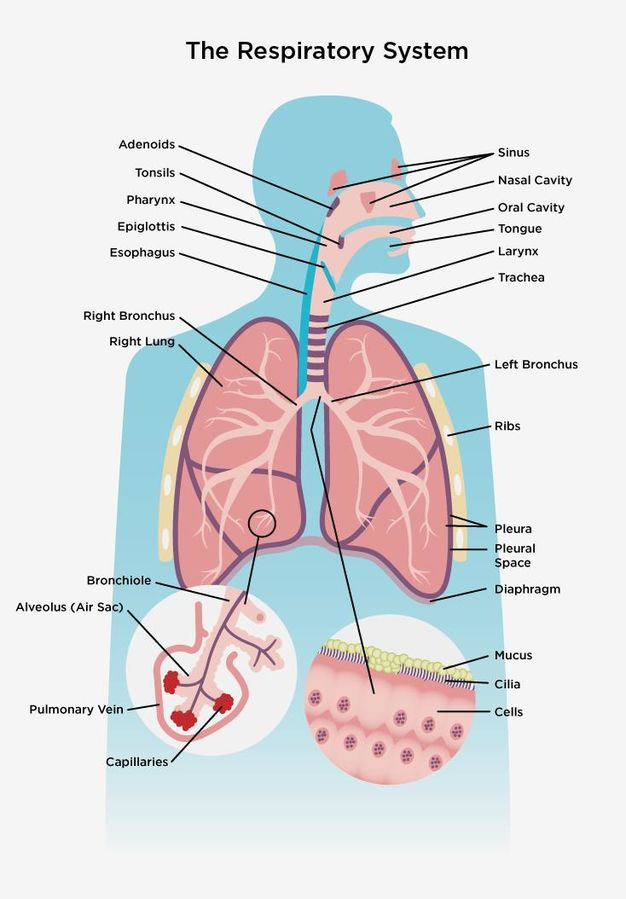 The Respiratory System
Adenoids
Tonsils
Pharynx
Epiglottis
Esophagus
Right Bronchus
Right Lung
Sinus
Nasal Cavity
Oral Cavity
Tongue
Larynx
Trachea
Left Bronchus
Ribs
Pleura
Pleural
Space
Diaphragm
Bronchiole
Alveolus (Air Sac)
Pulmonary Vein
Capillaries
Mucus
Cilia
Cells